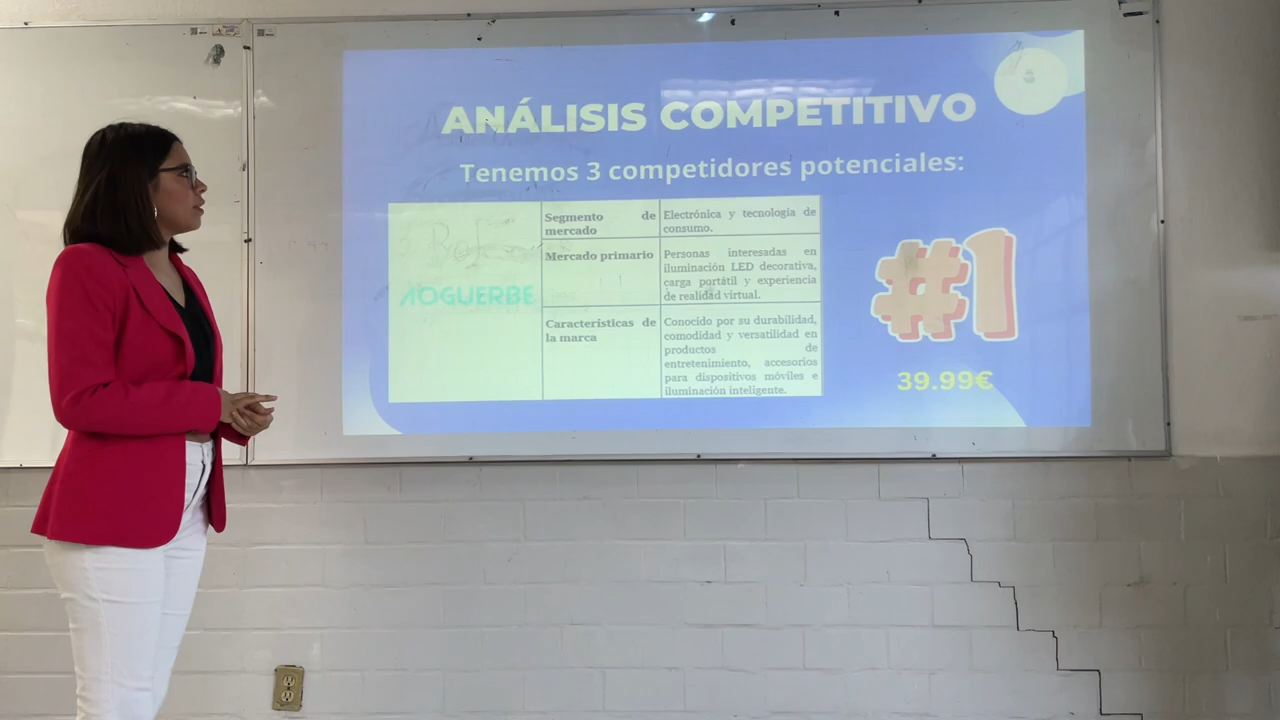 ANÁLISIS COMPETITIVO
Tenemos 3 competidores potenciales:
AOGUERBE
Segmento de
mercado
Electrónica y tecnología de
consumo.
Mercado primario
Personas interesadas en
iluminación LED decorativa,
carga portátil y experiencia
de realidad virtual.
Características de
la marca
Conocido por su durabilidad,
comodidad y versatilidad en
productos de
entretenimiento, accesorios
para dispositivos móviles e
iluminación inteligente.
#1
39.99€